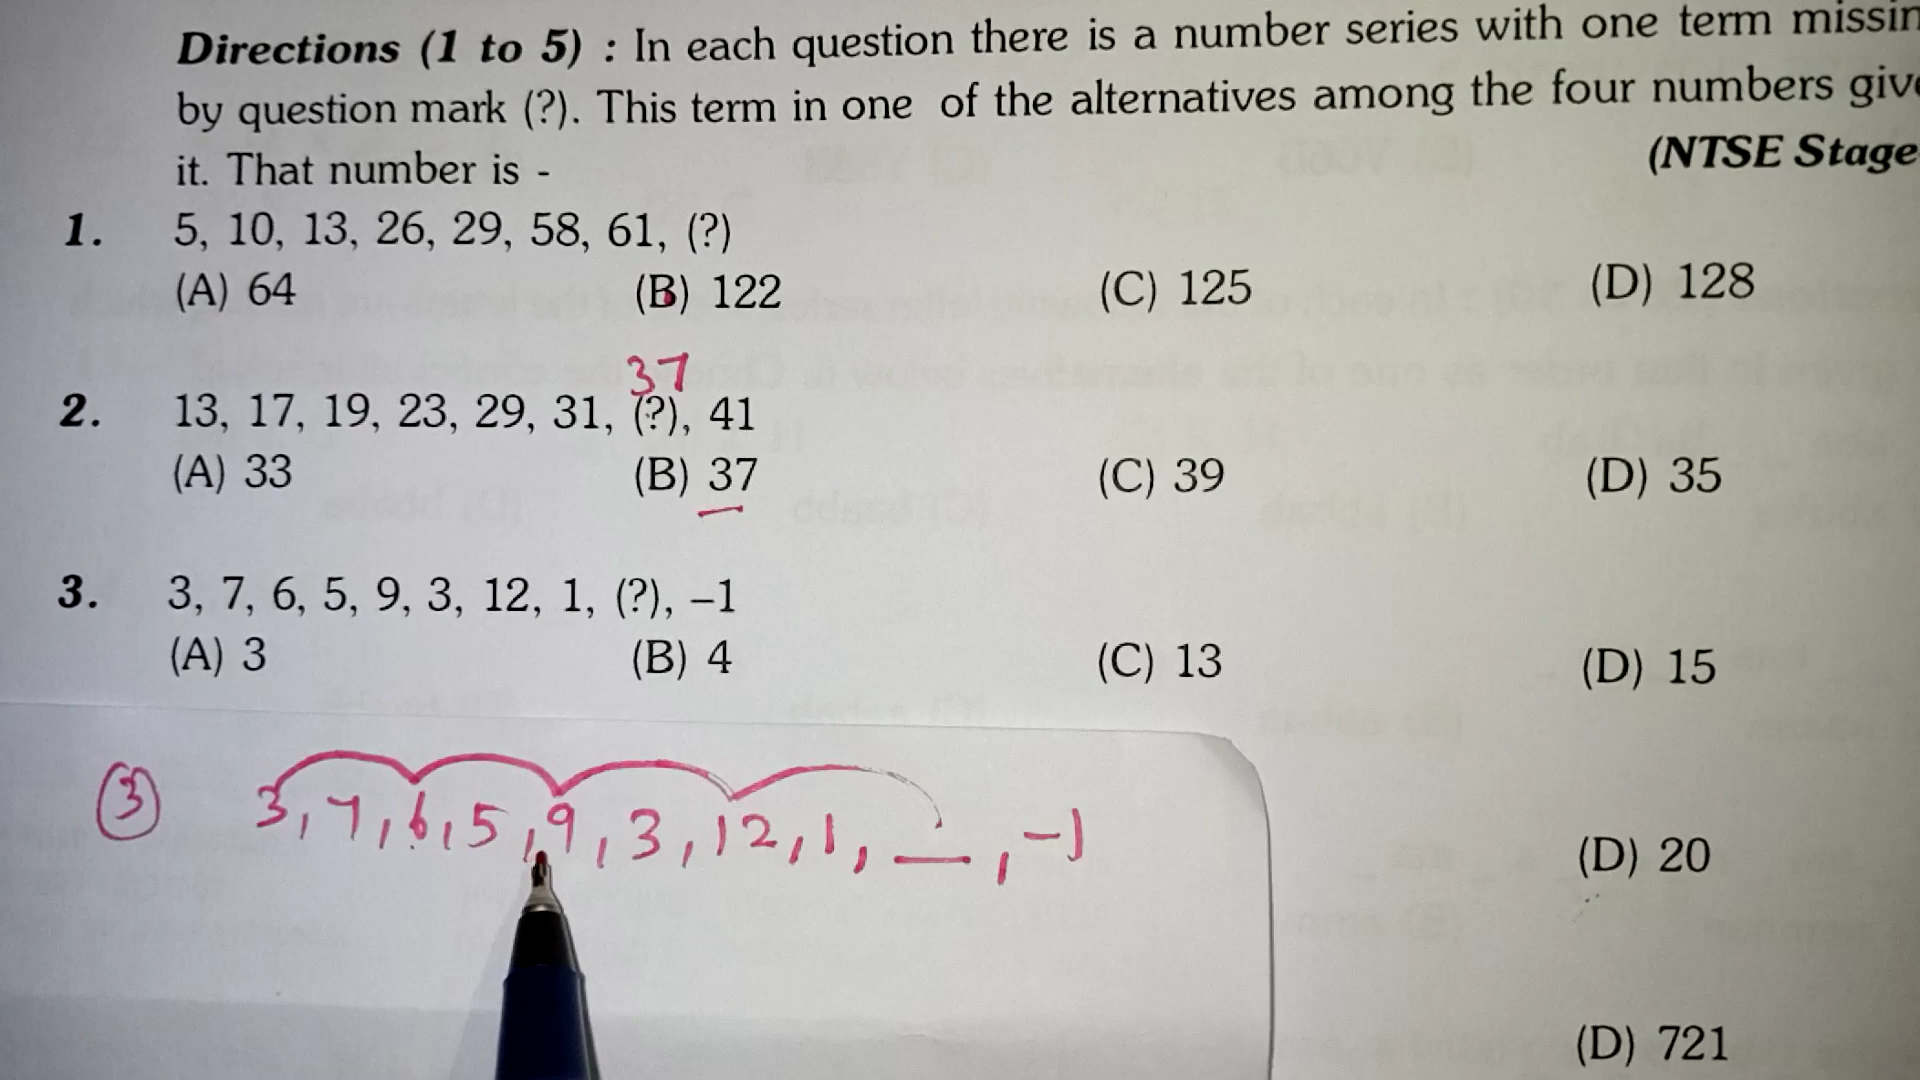 Directions (1 to 5) : In each question there is a number series with one term missin
by question mark (?). This term in one of the alternatives among the four numbers give
it. That number is -
(NTSE Stage
1. 5, 10, 13, 26, 29, 58, 61, (?)
(A) 64 (B) 122 (C) 125 (D) 128
37
2. 13, 17, 19, 23, 29, 31, (?), 41
(A) 33 (B) 37 (C) 39 (D) 35
3. 3, 7, 6, 5, 9, 3, 12, 1, (?), –1
(A) 3 (B) 4 (C) 13 (D) 15
3 3, 7, 6, 5, 9, 3, 12, 1, __, -1
(D) 20
(D) 721